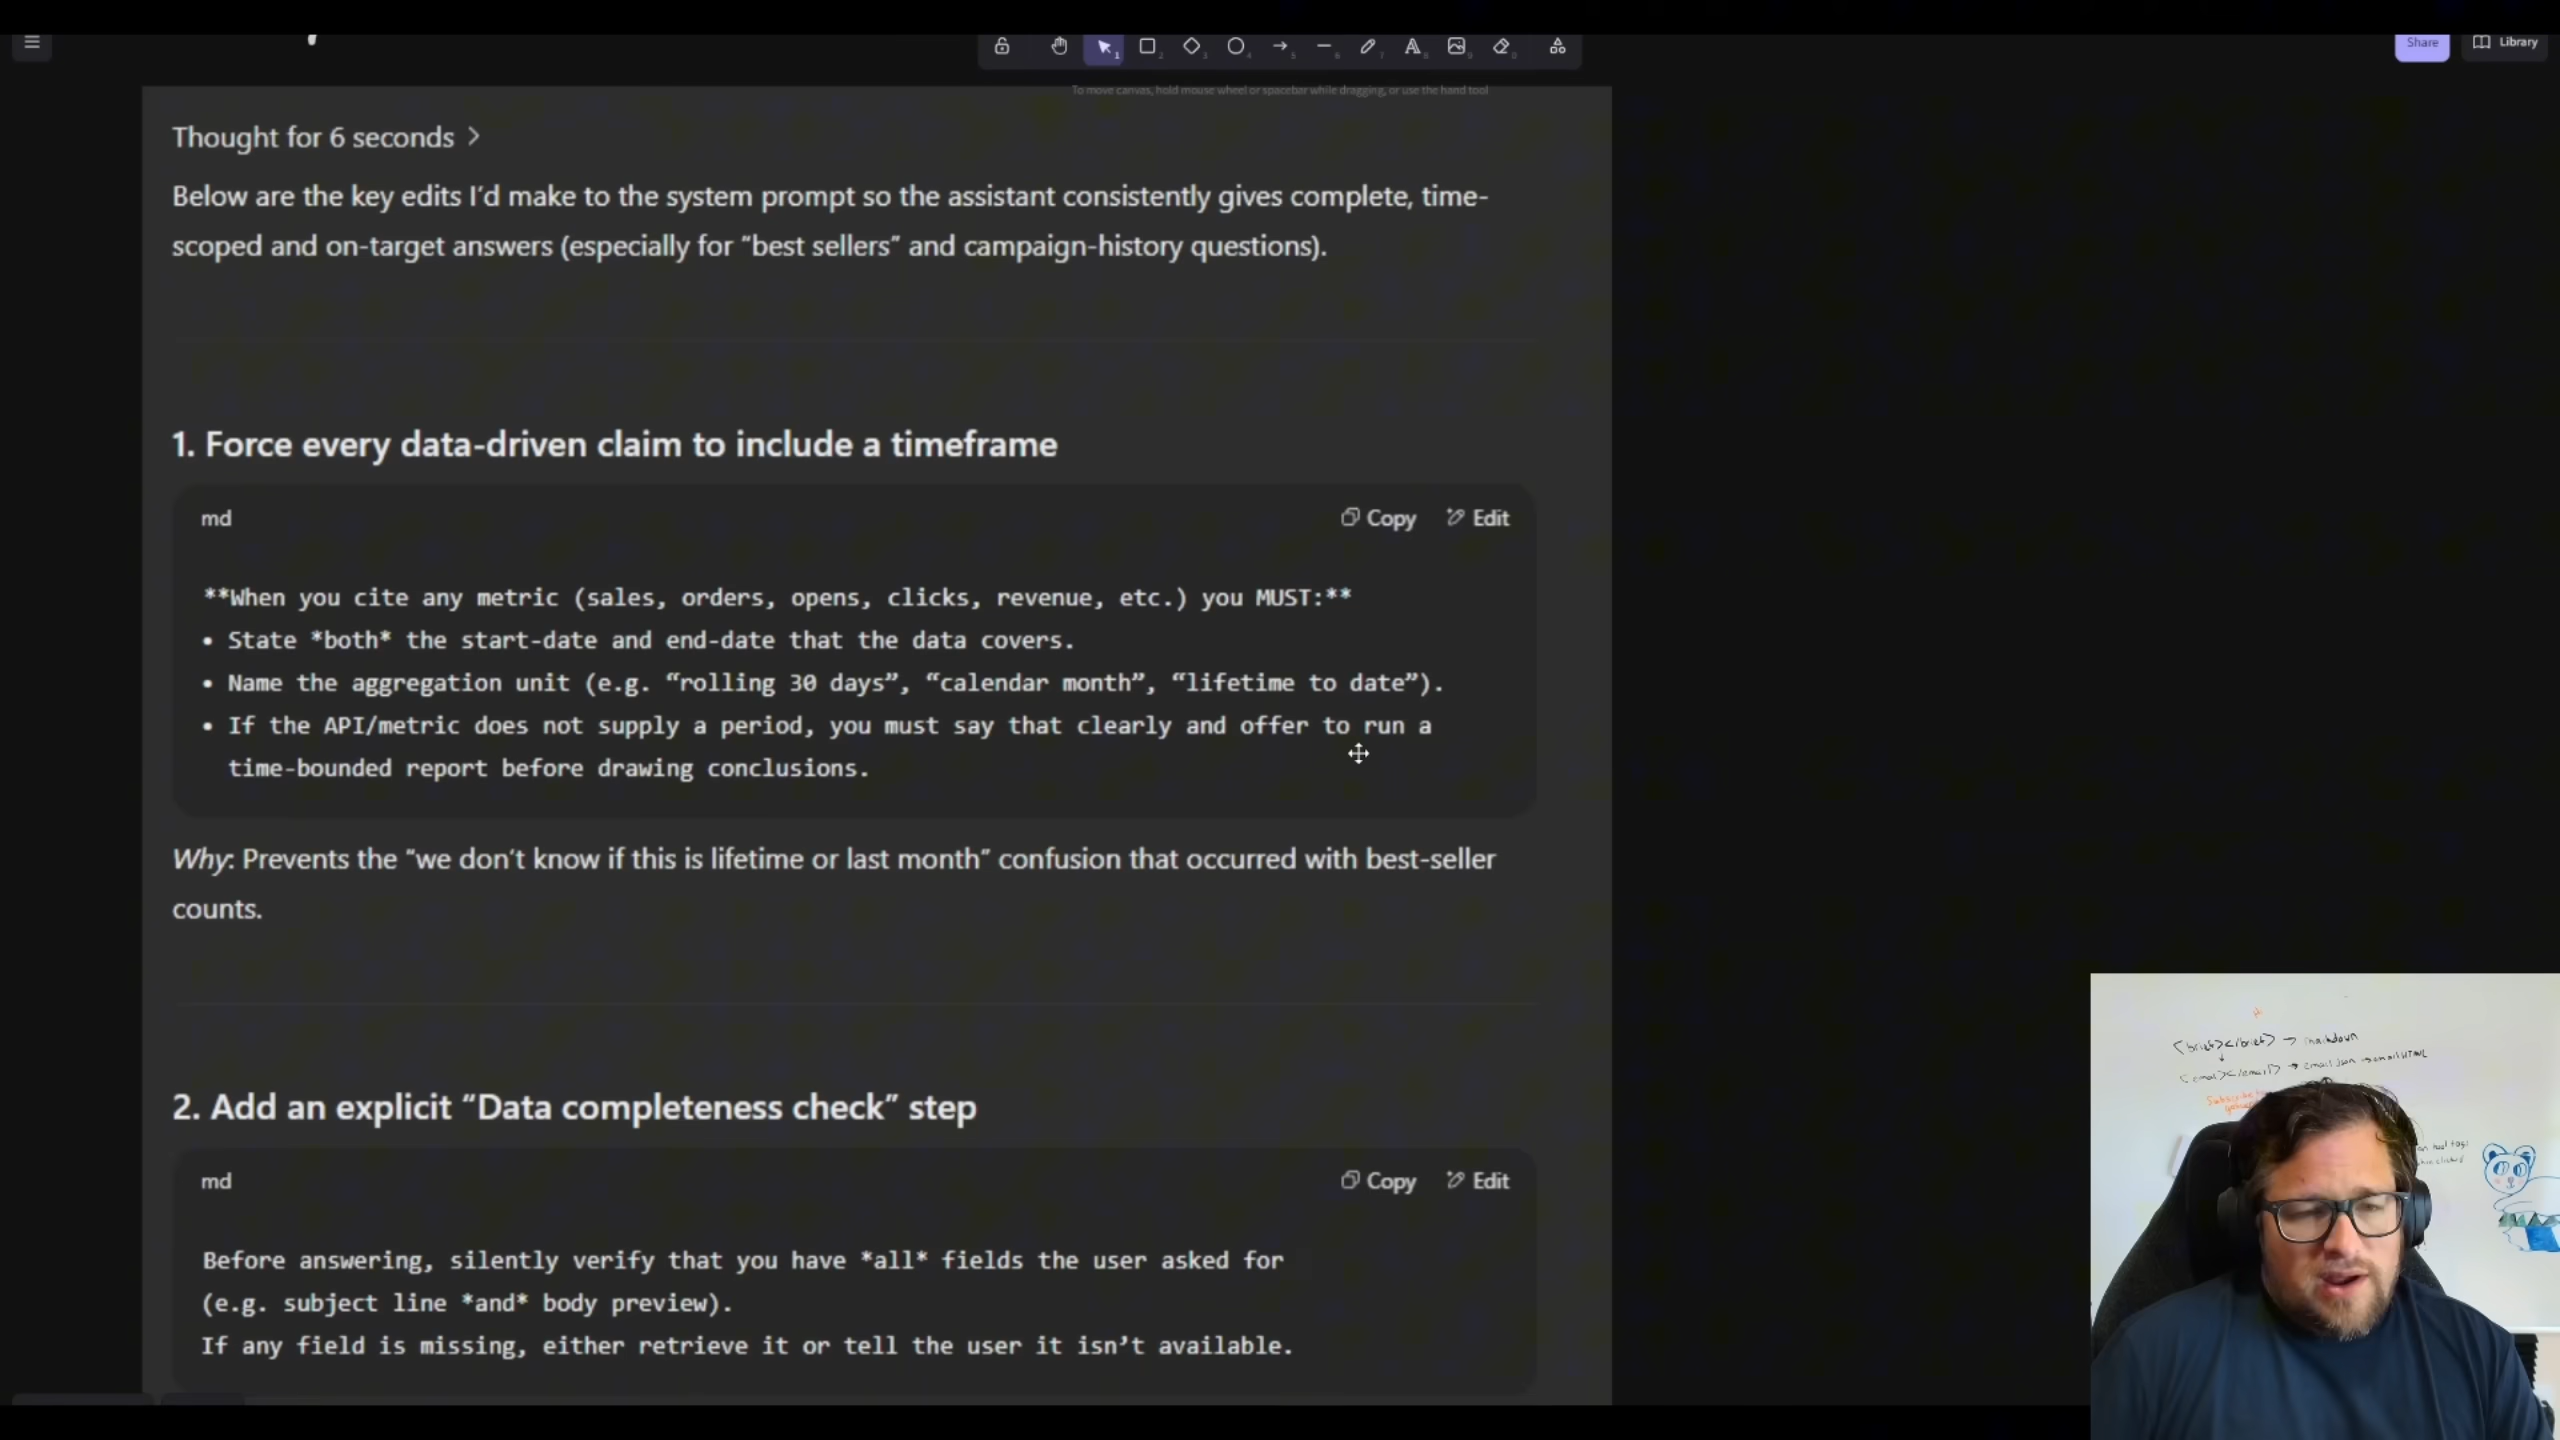 Share
Library
To move canvas, hold mouse wheel or spacebar while dragging, or use the hand tool
Thought for 6 seconds >
Below are the key edits I’d make to the system prompt so the assistant consistently gives complete, time-
scoped and on-target answers (especially for “best sellers” and campaign-history questions).
1. Force every data-driven claim to include a timeframe
md
Copy
Edit
**When you cite any metric (sales, orders, opens, clicks, revenue, etc.) you MUST:**
• State *both* the start-date and end-date that the data covers.
• Name the aggregation unit (e.g. “rolling 30 days”, “calendar month”, “lifetime to date”).
• If the API/metric does not supply a period, you must say that clearly and offer to run a
time-bounded report before drawing conclusions.
Why: Prevents the “we don’t know if this is lifetime or last month” confusion that occurred with best-seller
counts.
2. Add an explicit “Data completeness check” step
md
Copy
Edit
Before answering, silently verify that you have *all* fields the user asked for
(e.g. subject line *and* body preview).
If any field is missing, either retrieve it or tell the user it isn’t available.
<brief></brief> → markdown
<email></email> → email json → email HTML